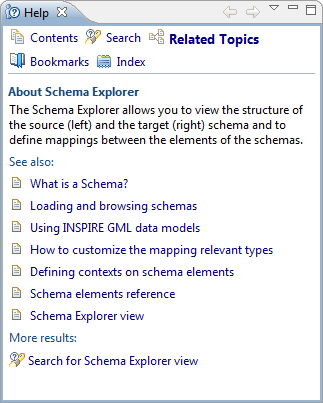 Help
Contents Search Related Topics
Bookmarks Index
About Schema Explorer
The Schema Explorer allows you to view the structure of
the source (left) and the target (right) schema and to
define mappings between the elements of the schemas.
See also:
What is a Schema?
Loading and browsing schemas
Using INSPIRE GML data models
How to customize the mapping relevant types
Defining contexts on schema elements
Schema elements reference
Schema Explorer view
More results:
Search for Schema Explorer view